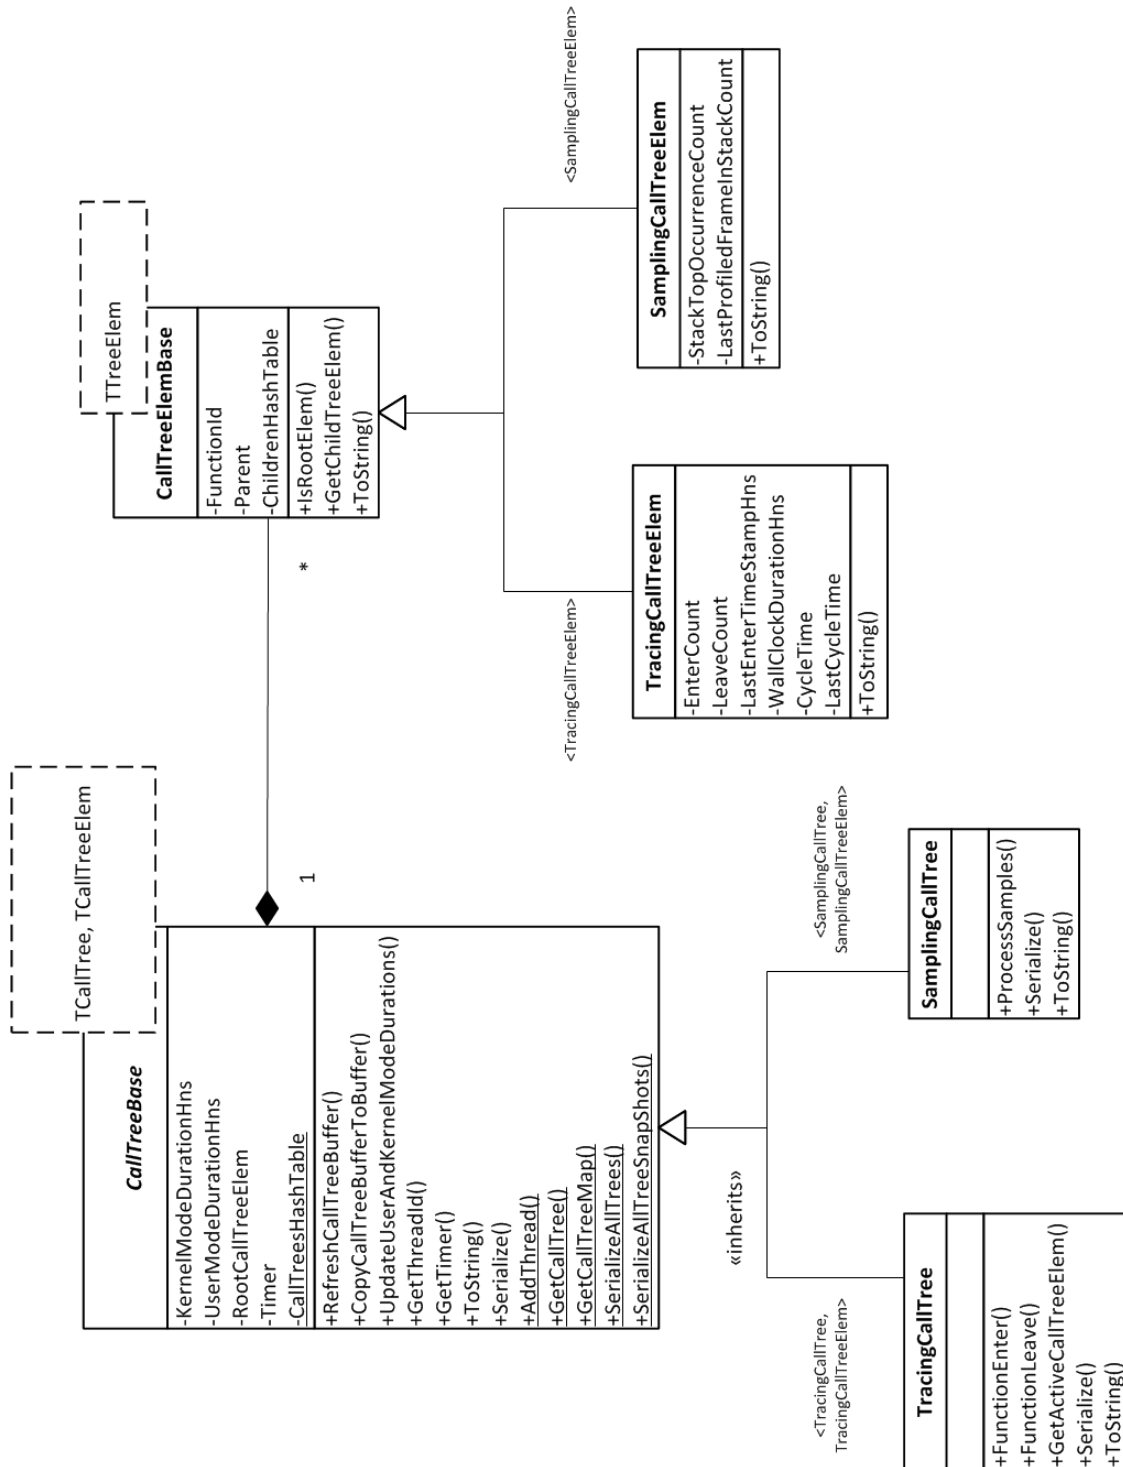 TCallTree, TCallTreeElem
CallTreeBase
-KernelModeDurationHns
-UserModeDurationHns
-RootCallTreeElem
-Timer
-CallTreesHashTable
+RefreshCallTreeBuffer()
+CopyCallTreeBufferToBuffer()
+UpdateUserAndKernelModeDurations()
+GetThreadId()
+GetTimer()
+ToString()
+Serialize()
+AddThread()
+GetCallTree()
+GetCallTreeMap()
+SerializeAllTrees()
+SerializeAllTreeSnapShots()
1
*
TTreeElem
CallTreeElemBase
-FunctionId
-Parent
-ChildrenHashTable
+IsRootElem()
+GetChildTreeElem()
+ToString()
«inherits»
<TracingCallTree,
TracingCallTreeElem>
<SamplingCallTree,
SamplingCallTreeElem>
<TracingCallTreeElem>
<SamplingCallTreeElem>
TracingCallTree
+FunctionEnter()
+FunctionLeave()
+GetActiveCallTreeElem()
+Serialize()
+ToString()
SamplingCallTree
+ProcessSamples()
+Serialize()
+ToString()
TracingCallTreeElem
-EnterCount
-LeaveCount
-LastEnterTimeStampHns
-WallClockDurationHns
-CycleTime
-LastCycleTime
+ToString()
SamplingCallTreeElem
-StackTopOccurrenceCount
-LastProfiledFrameInStackCount
+ToString()